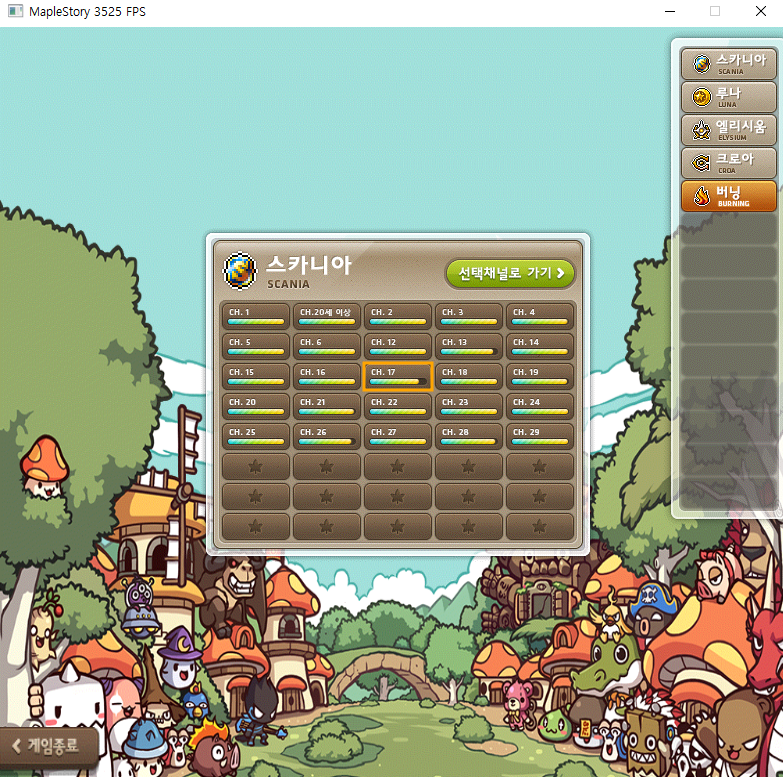 MapleStory 3525 FPS
스카니아
SCANIA
루나
LUNA
엘리시움
ELYSIUM
크로아
CROA
버닝
BURNING
스카니아
SCANIA
선택채널로 가기
CH. 1
CH.20세 이상
CH. 2
CH. 3
CH. 4
CH. 5
CH. 6
CH. 12
CH. 13
CH. 14
CH. 15
CH. 16
CH. 17
CH. 18
CH. 19
CH. 20
CH. 21
CH. 22
CH. 23
CH. 24
CH. 25
CH. 26
CH. 27
CH. 28
CH. 29
게임종료